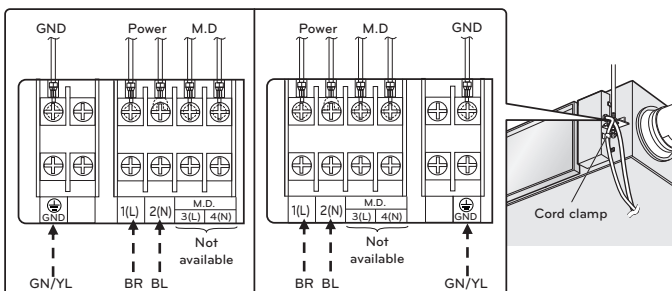 GND Power M.D
1(L) 2(N) M.D.
3(L) 4(N)
GND
Not
available
GN/YL BR BL
Power M.D GND
1(L) 2(N) M.D.
3(L) 4(N)
GND
Not
available
BR BL GN/YL
Cord clamp